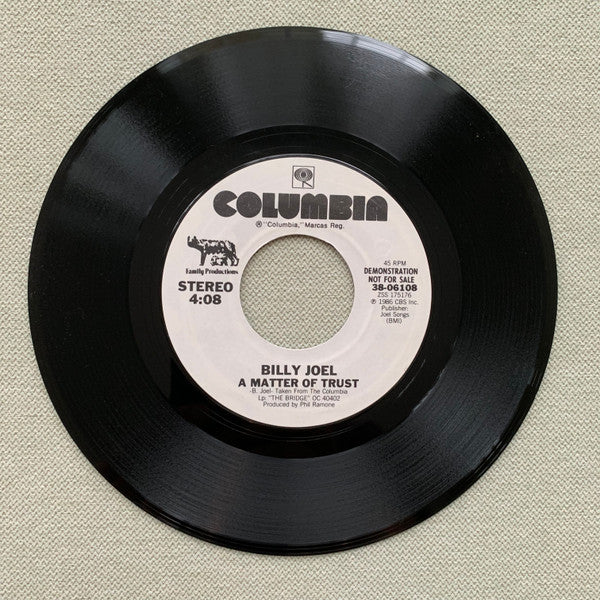 COLUMBIA
® "Columbia," Marcas Reg.
Family Productions
STEREO
4:08
45 RPM
DEMONSTRATION
NOT FOR SALE
38-06108
ZSS 175176
℗ 1986 CBS Inc.
Publisher:
Joel Songs
(BMI)
BILLY JOEL
A MATTER OF TRUST
-B. Joel- Taken From The Columbia
Lp: "THE BRIDGE" OC 40402
Produced by Phil Ramone